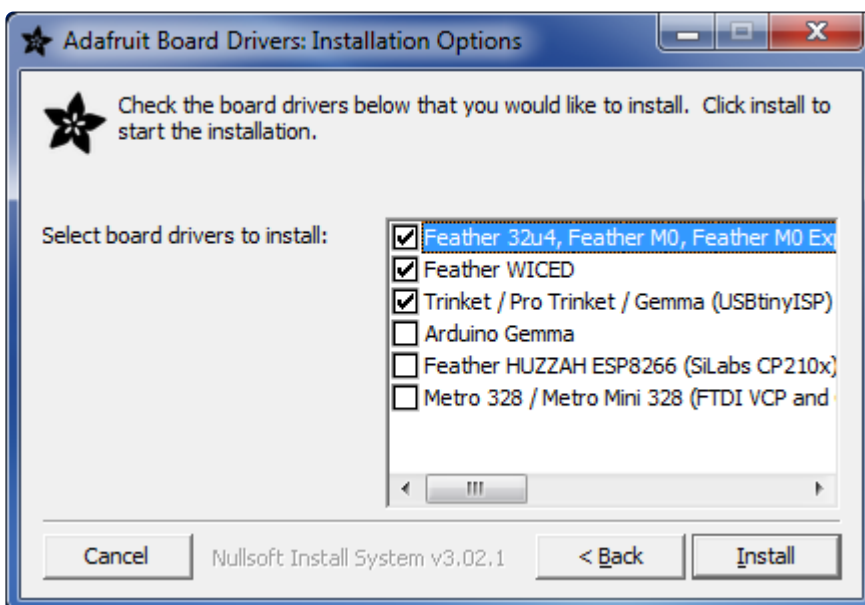 Adafruit Board Drivers: Installation Options
Check the board drivers below that you would like to install. Click install to
start the installation.
Select board drivers to install:
Feather 32u4, Feather M0, Feather M0
Feather WICED
Trinket / Pro Trinket / Gemma (USBtinyISP)
Arduino Gemma
Feather HUZZAH ESP8266 (SiLabs CP210x)
Metro 328 / Metro Mini 328 (FTDI VCP and
Cancel
Nullsoft Install System v3.02.1
< Back
Install